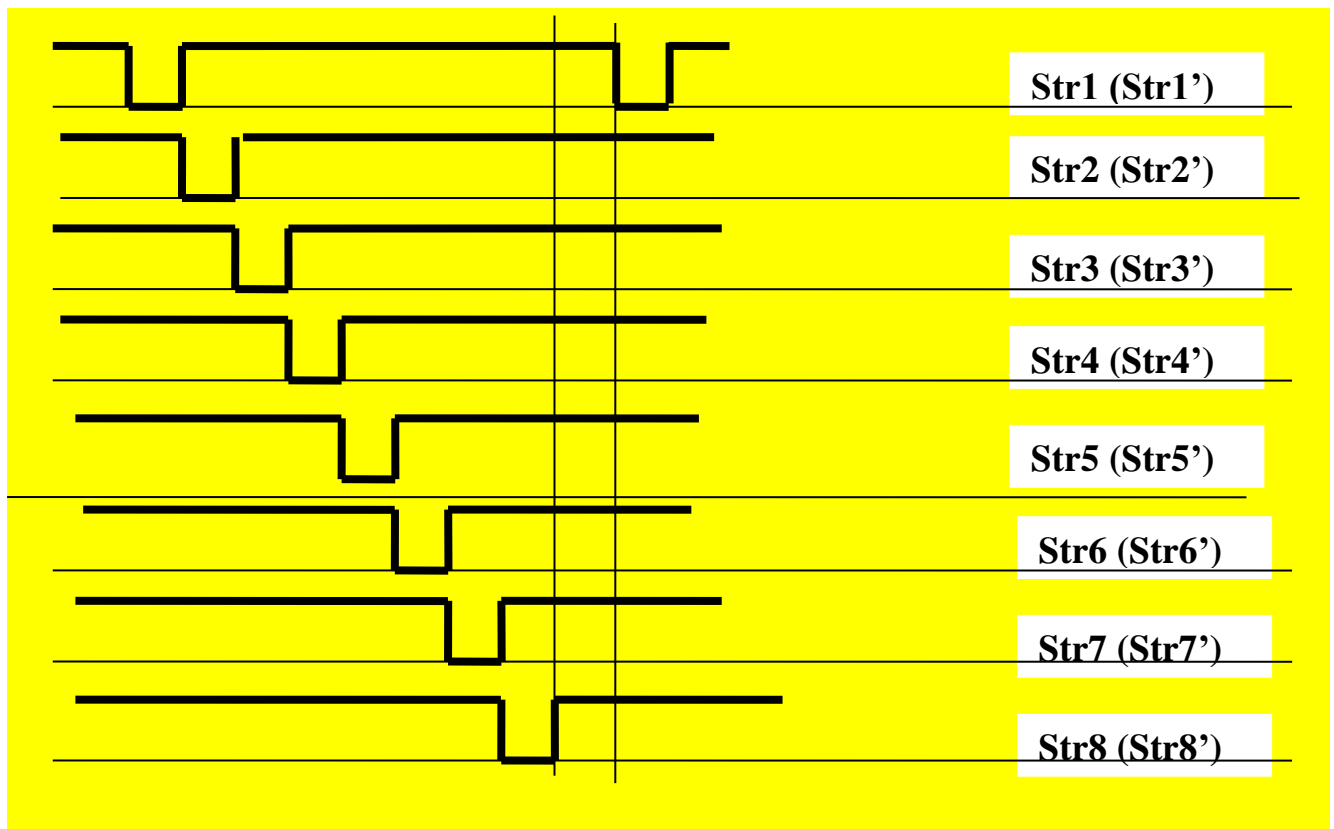 Str1 (Str1’)
Str2 (Str2’)
Str3 (Str3’)
Str4 (Str4’)
Str5 (Str5’)
Str6 (Str6’)
Str7 (Str7’)
Str8 (Str8’)